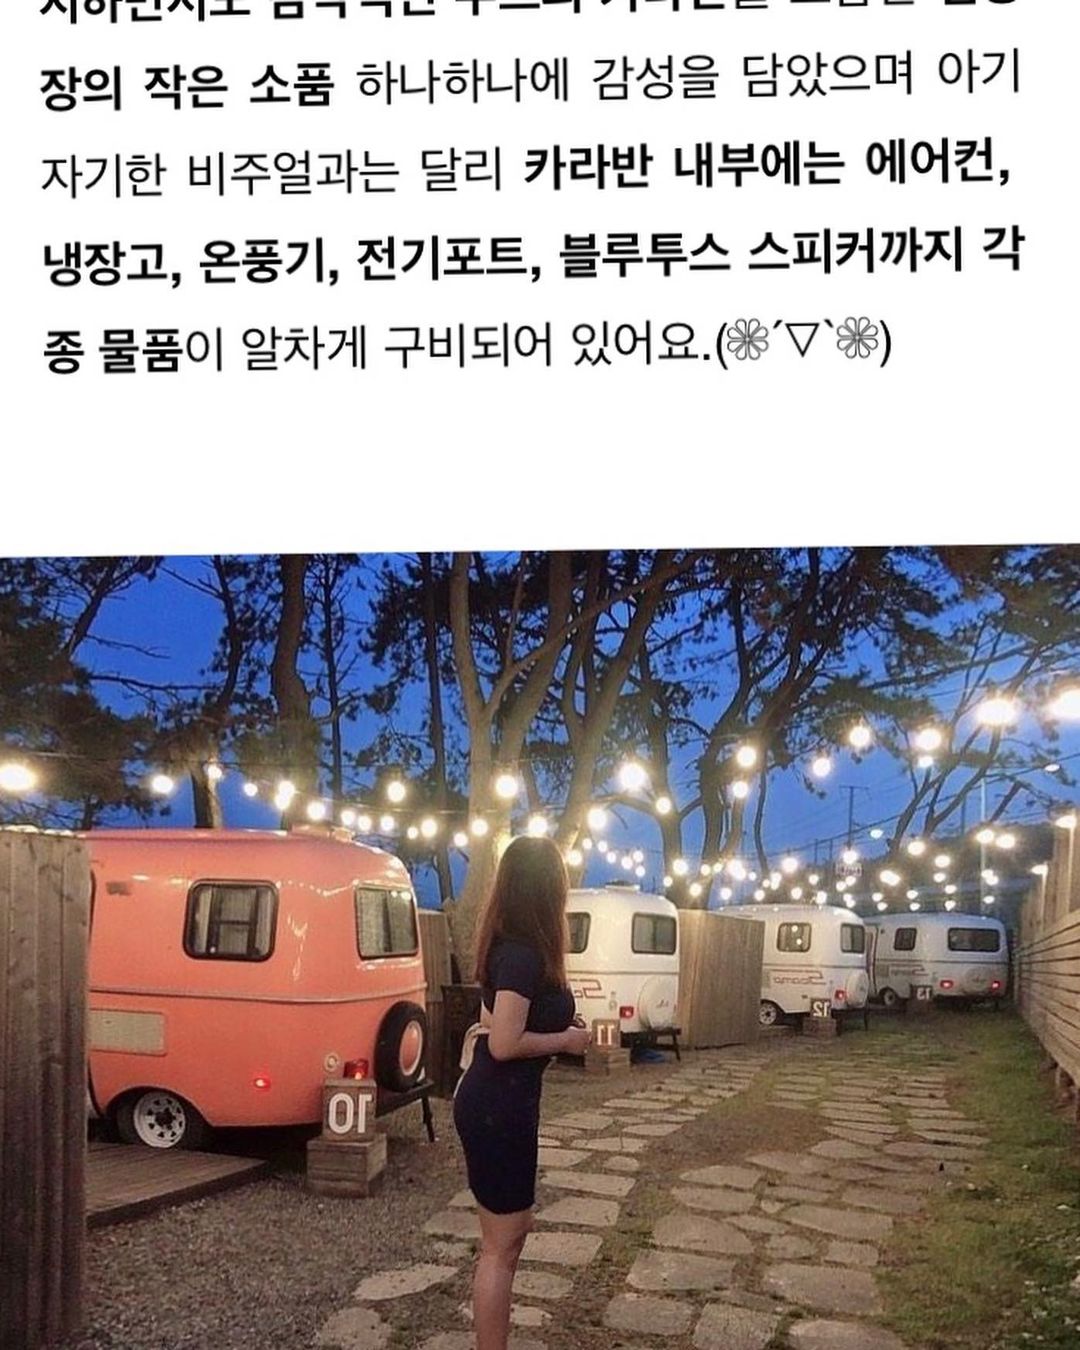 장의 작은 소품 하나하나에 감성을 담았으며 아기
자기한 비주얼과는 달리 카라반 내부에는 에어컨,
냉장고, 온풍기, 전기포트, 블루투스 스피커까지 각
종 물품이 알차게 구비되어 있어요.(❀´▽`❀)
10
11
12
13